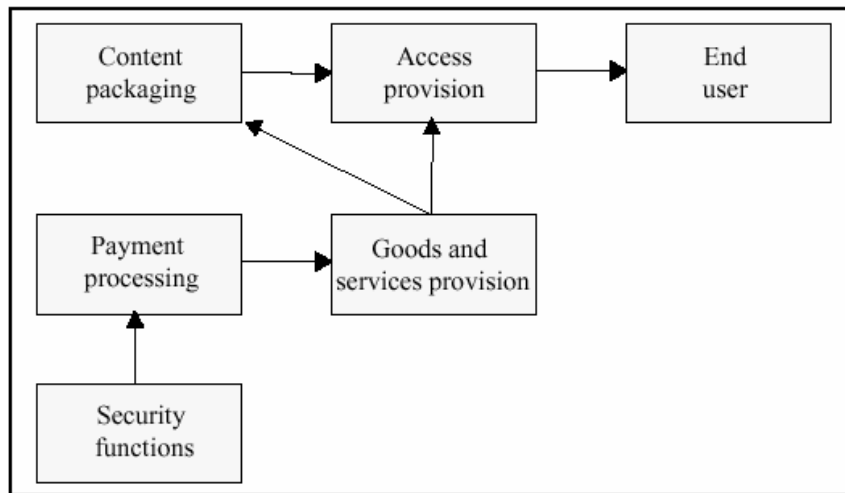 Content
packaging
Access
provision
End
user
Payment
processing
Goods and
services provision
Security
functions